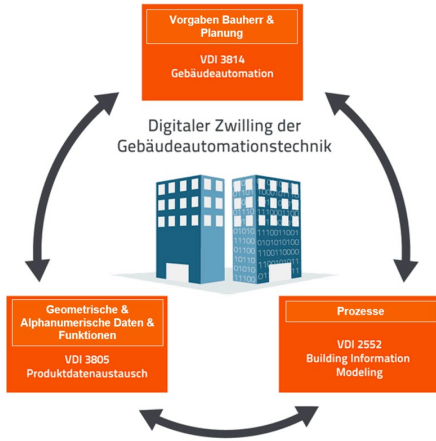 Vorgaben Bauherr &
Planung
VDI 3814
Gebäudeautomation
Digitaler Zwilling der
Gebäudeautomationstechnik
Geometrische &
Alphanumerische Daten &
Funktionen
VDI 3805
Produktdatenaustausch
Prozesse
VDI 2552
Building Information
Modeling